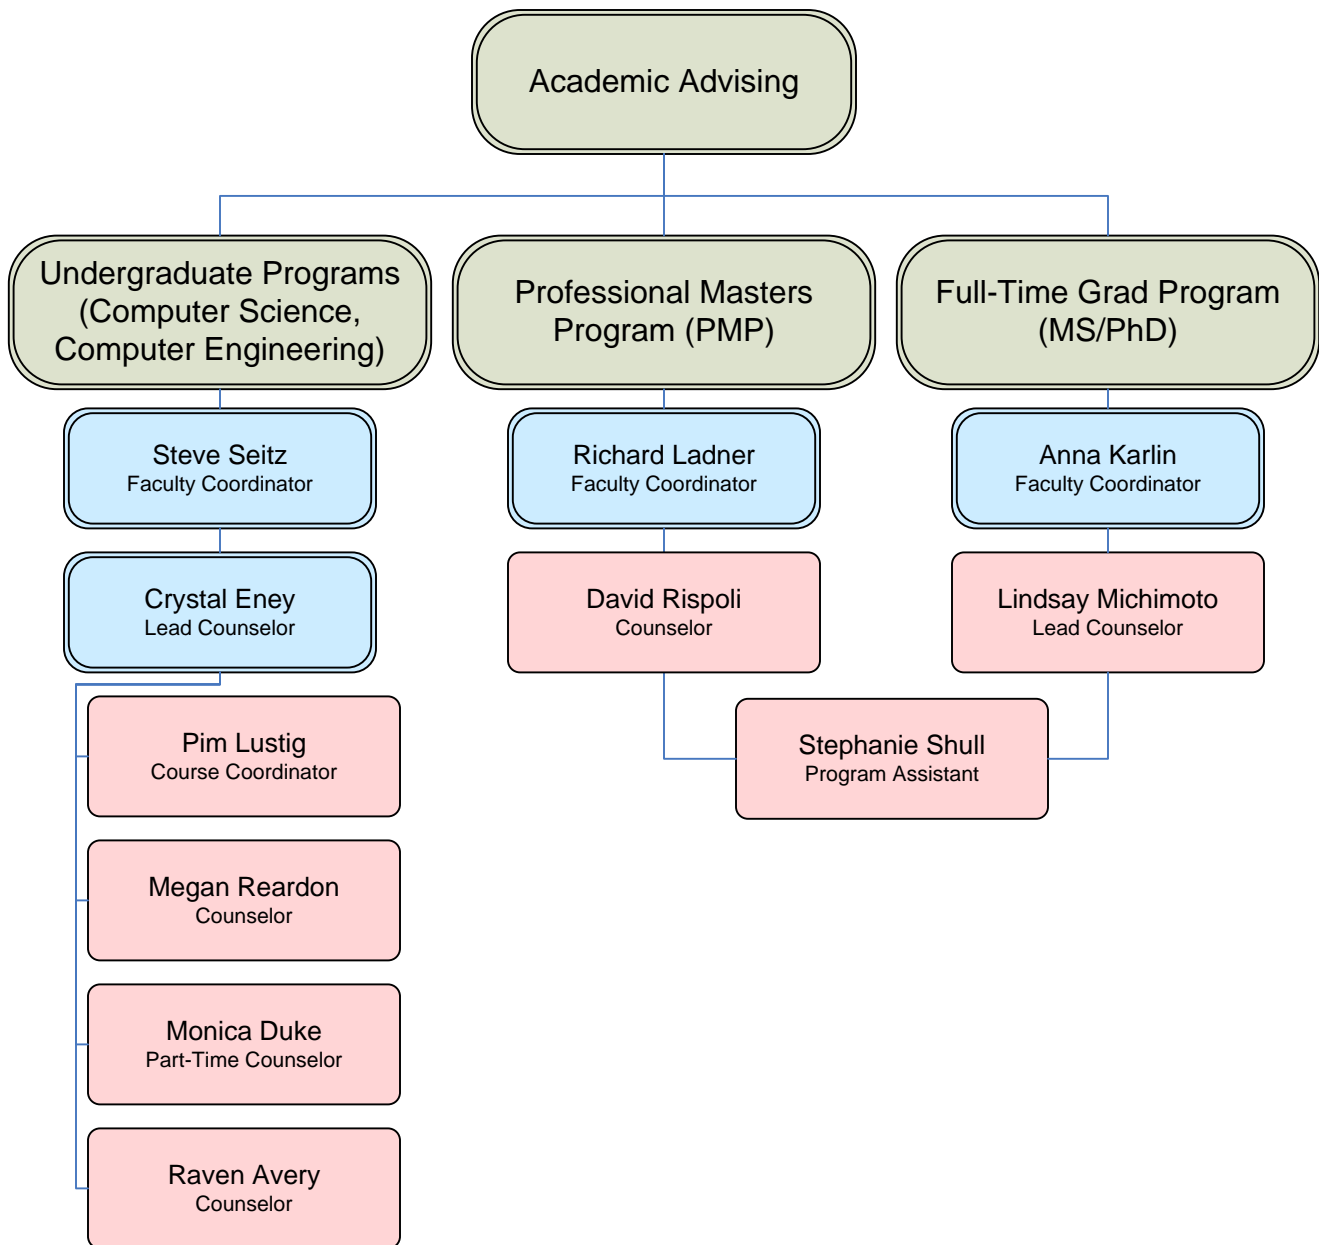 Academic Advising
Undergraduate Programs
(Computer Science,
Computer Engineering)
Professional Masters
Program (PMP)
Full-Time Grad Program
(MS/PhD)
Steve Seitz
Faculty Coordinator
Richard Ladner
Faculty Coordinator
Anna Karlin
Faculty Coordinator
Crystal Eney
Lead Counselor
David Rispoli
Counselor
Lindsay Michimoto
Lead Counselor
Pim Lustig
Course Coordinator
Stephanie Shull
Program Assistant
Megan Reardon
Counselor
Monica Duke
Part-Time Counselor
Raven Avery
Counselor